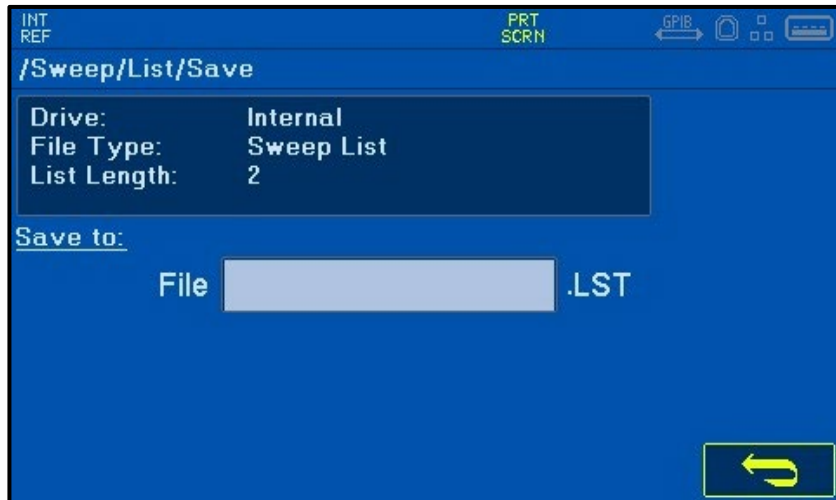 INT
REF
PRT
SCRN
GPIB
/Sweep/List/Save
Drive: Internal
File Type: Sweep List
List Length: 2
Save to:
File .LST